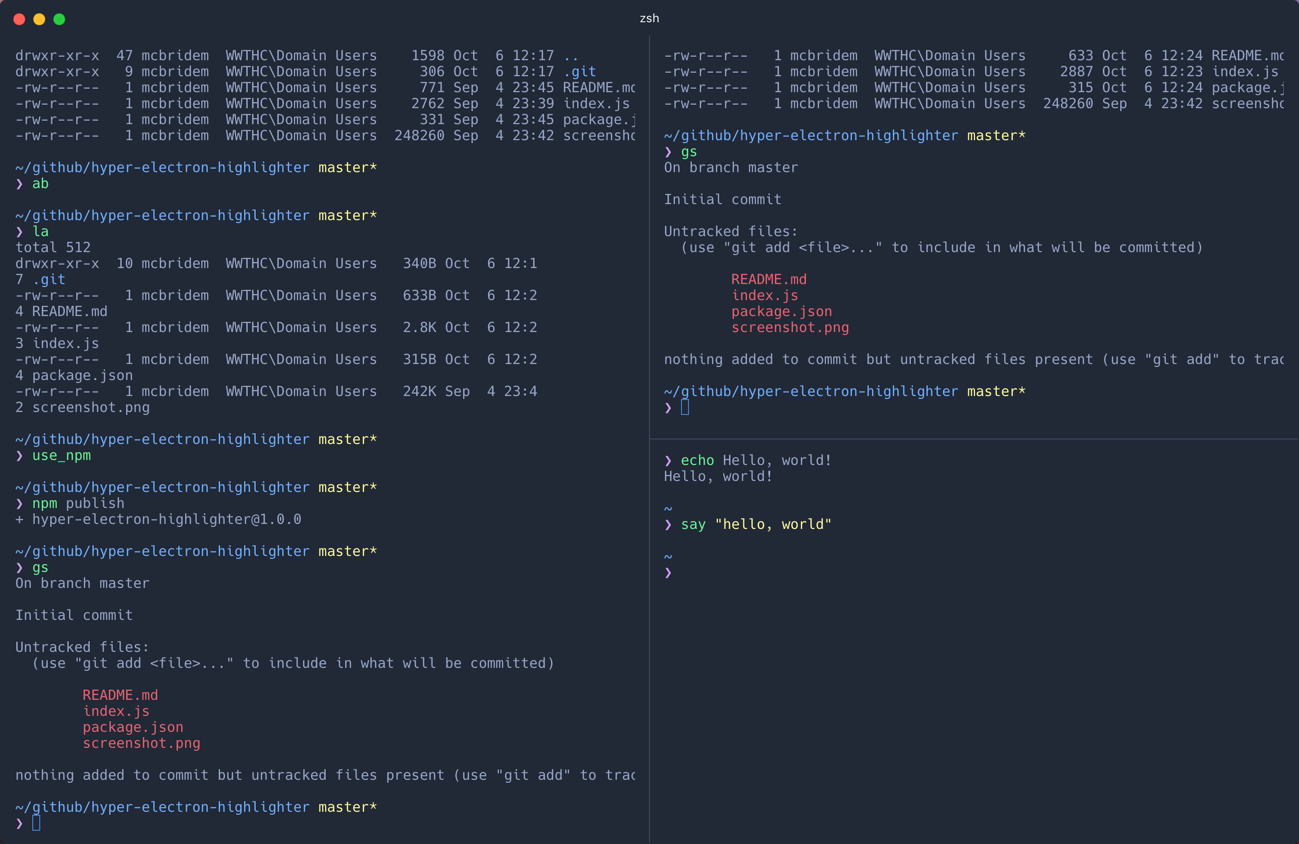 zsh
drwxr-xr-x  47 mcbridem  WWTHC\Domain Users    1598 Oct  6 12:17 ..
drwxr-xr-x   9 mcbridem  WWTHC\Domain Users     306 Oct  6 12:17 .git
-rw-r--r--   1 mcbridem  WWTHC\Domain Users     771 Sep  4 23:45 README.md
-rw-r--r--   1 mcbridem  WWTHC\Domain Users    2762 Sep  4 23:39 index.js
-rw-r--r--   1 mcbridem  WWTHC\Domain Users     331 Sep  4 23:45 package.j
-rw-r--r--   1 mcbridem  WWTHC\Domain Users  248260 Sep  4 23:42 screensho
~/github/hyper-electron-highlighter master*
❯ ab
~/github/hyper-electron-highlighter master*
❯ la
total 512
drwxr-xr-x  10 mcbridem  WWTHC\Domain Users   340B Oct  6 12:1
7 .git
-rw-r--r--   1 mcbridem  WWTHC\Domain Users   633B Oct  6 12:2
4 README.md
-rw-r--r--   1 mcbridem  WWTHC\Domain Users   2.8K Oct  6 12:2
3 index.js
-rw-r--r--   1 mcbridem  WWTHC\Domain Users   315B Oct  6 12:2
4 package.json
-rw-r--r--   1 mcbridem  WWTHC\Domain Users   242K Sep  4 23:4
2 screenshot.png
~/github/hyper-electron-highlighter master*
❯ use_npm
~/github/hyper-electron-highlighter master*
❯ npm publish
+ hyper-electron-highlighter@1.0.0
~/github/hyper-electron-highlighter master*
❯ gs
On branch master
Initial commit
Untracked files:
  (use "git add <file>..." to include in what will be committed)
        README.md
        index.js
        package.json
        screenshot.png
nothing added to commit but untracked files present (use "git add" to trac
~/github/hyper-electron-highlighter master*
❯
-rw-r--r--   1 mcbridem  WWTHC\Domain Users     633 Oct  6 12:24 README.md
-rw-r--r--   1 mcbridem  WWTHC\Domain Users    2887 Oct  6 12:23 index.js
-rw-r--r--   1 mcbridem  WWTHC\Domain Users     315 Oct  6 12:24 package.j
-rw-r--r--   1 mcbridem  WWTHC\Domain Users  248260 Sep  4 23:42 screensho
~/github/hyper-electron-highlighter master*
❯ gs
On branch master
Initial commit
Untracked files:
  (use "git add <file>..." to include in what will be committed)
        README.md
        index.js
        package.json
        screenshot.png
nothing added to commit but untracked files present (use "git add" to trac
~/github/hyper-electron-highlighter master*
❯
❯ echo Hello, world!
Hello, world!
~
❯ say "hello, world"
~
❯